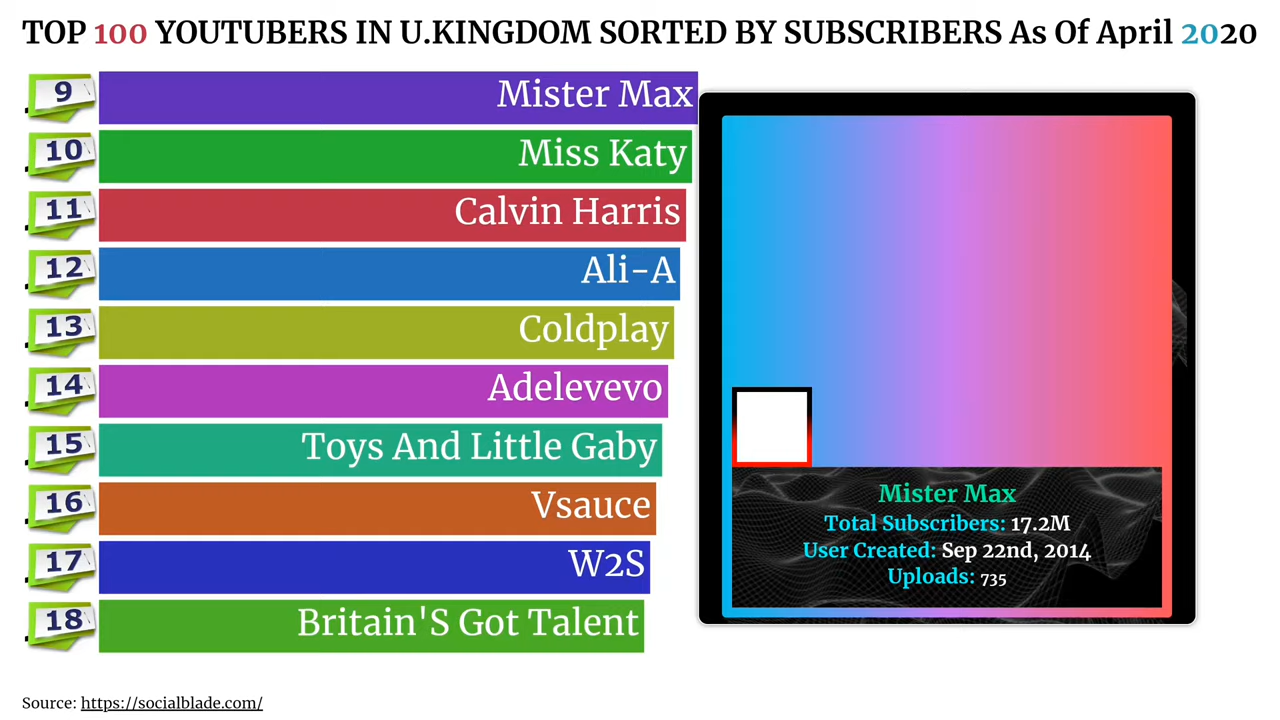 TOP 100 YOUTUBERS IN U.KINGDOM SORTED BY SUBSCRIBERS As Of April 2020
9 Mister Max
10 Miss Katy
11 Calvin Harris
12 Ali-A
13 Coldplay
14 Adelevevo
15 Toys And Little Gaby
16 Vsauce
17 W2S
18 Britain'S Got Talent
Mister Max
Total Subscribers: 17.2M
User Created: Sep 22nd, 2014
Uploads: 735
Source: https://socialblade.com/